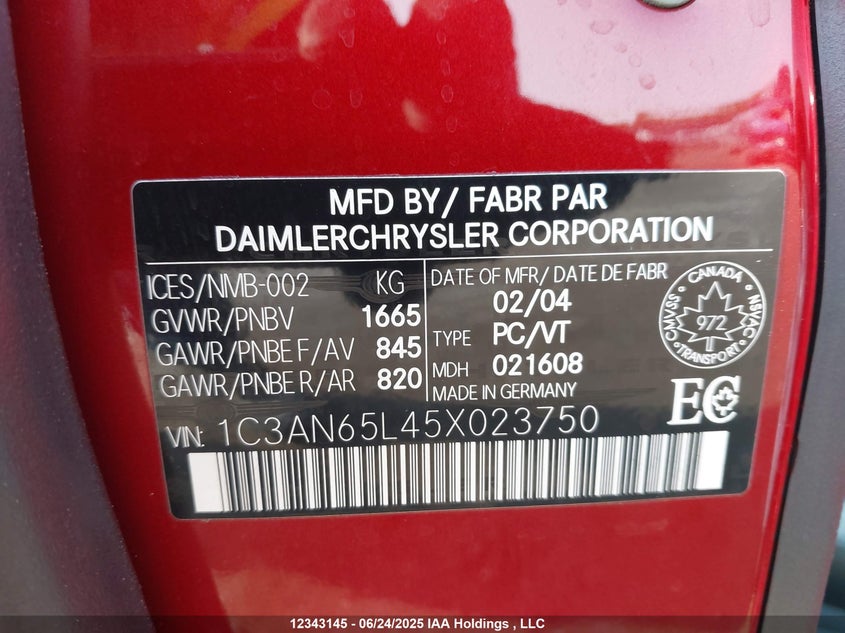 MFD BY/ FABR PAR
DAIMLERCHRYSLER CORPORATION
ICES/NMB-002 KG
GVWR/PNBV 1665
GAWR/PNBE F/AV 845
GAWR/PNBE R/AR 820
DATE OF MFR/ DATE DE FABR
02/04
TYPE PC/VT
MDH 021608
MADE IN GERMANY
CANADA
CMVSS 972 NSVAC
TRANSPORT
EC
VIN: 1C3AN65L45X023750
12343145 - 06/24/2025 IAA Holdings , LLC